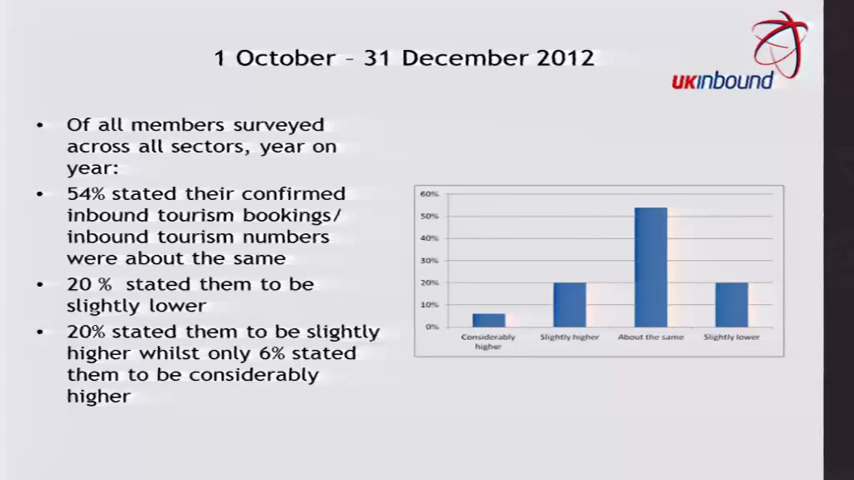 1 October – 31 December 2012
UKinbound
• Of all members surveyed
across all sectors, year on
year:
• 54% stated their confirmed
inbound tourism bookings/
inbound tourism numbers
were about the same
• 20 % stated them to be
slightly lower
• 20% stated them to be slightly
higher whilst only 6% stated
them to be considerably
higher
60%
50%
40%
30%
20%
10%
0%
Considerably higher
Slightly higher
About the same
Slightly lower